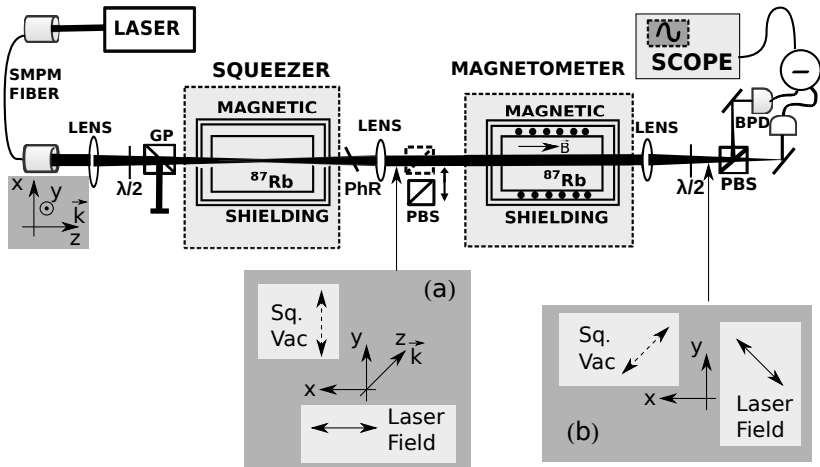 LASER
SMPM
FIBER
LENS
λ/2
GP
SQUEEZER
MAGNETIC
⁸⁷Rb
SHIELDING
PhR
LENS
PBS
MAGNETOMETER
MAGNETIC
B⃗
⁸⁷Rb
SHIELDING
LENS
λ/2
PBS
BPD
SCOPE
−
x
y
k⃗
z
(a)
Sq.
Vac
y
z
k⃗
x
Laser
Field
(b)
Sq.
Vac
y
x
Laser
Field